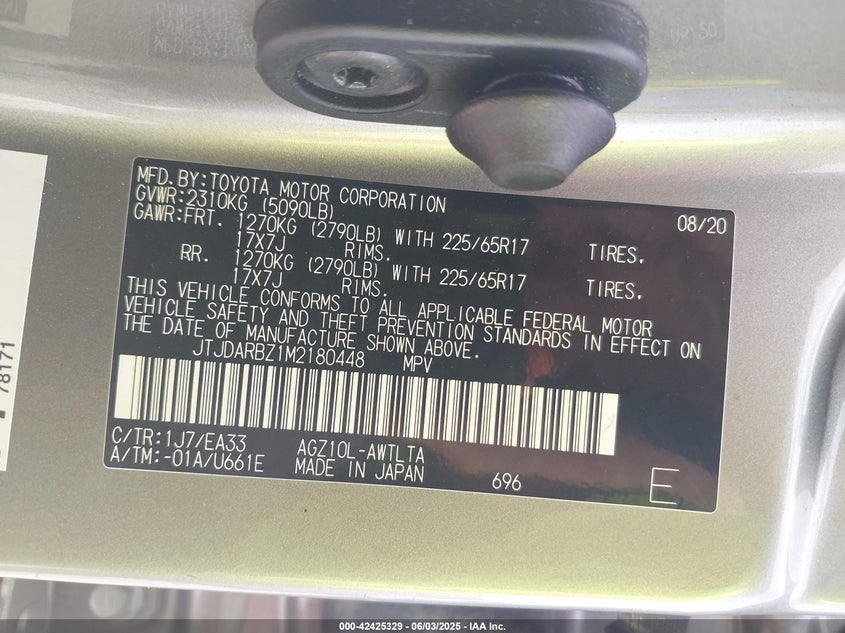 MFD.BY:TOYOTA MOTOR CORPORATION 08/20
GVWR:2310KG (5090LB)
GAWR:FRT. 1270KG (2790LB) WITH 225/65R17 TIRES,
17X7J RIMS.
RR. 1270KG (2790LB) WITH 225/65R17 TIRES,
17X7J RIMS.
THIS VEHICLE CONFORMS TO ALL APPLICABLE FEDERAL MOTOR
VEHICLE SAFETY AND THEFT PREVENTION STANDARDS IN EFFECT ON
THE DATE OF MANUFACTURE SHOWN ABOVE.
JTJDARBZ1M2180448 MPV
C/TR:1J7/EA33 AGZ10L-AWTLTA
A/TM:-01A/U661E MADE IN JAPAN 696 E
78171
000-42425329 - 06/03/2025 - IAA Inc.